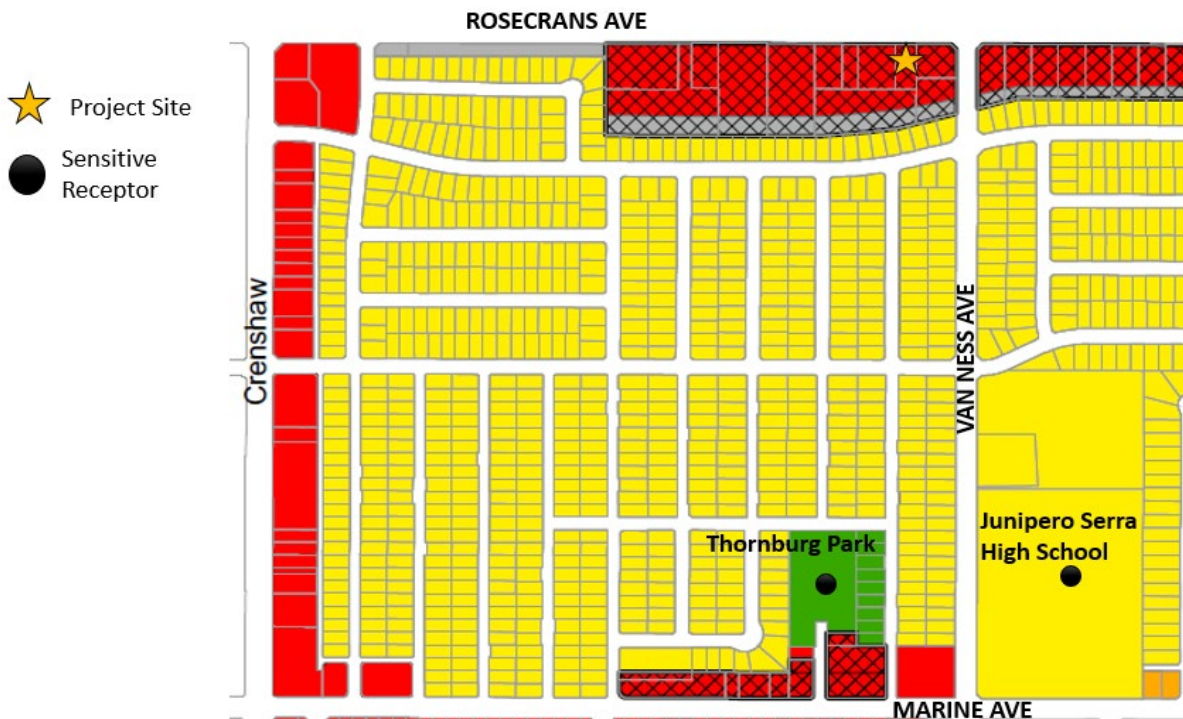 ROSECRANS AVE
Project Site
Sensitive
Receptor
Crenshaw
VAN NESS AVE
Thornburg Park
Junipero Serra
High School
MARINE AVE